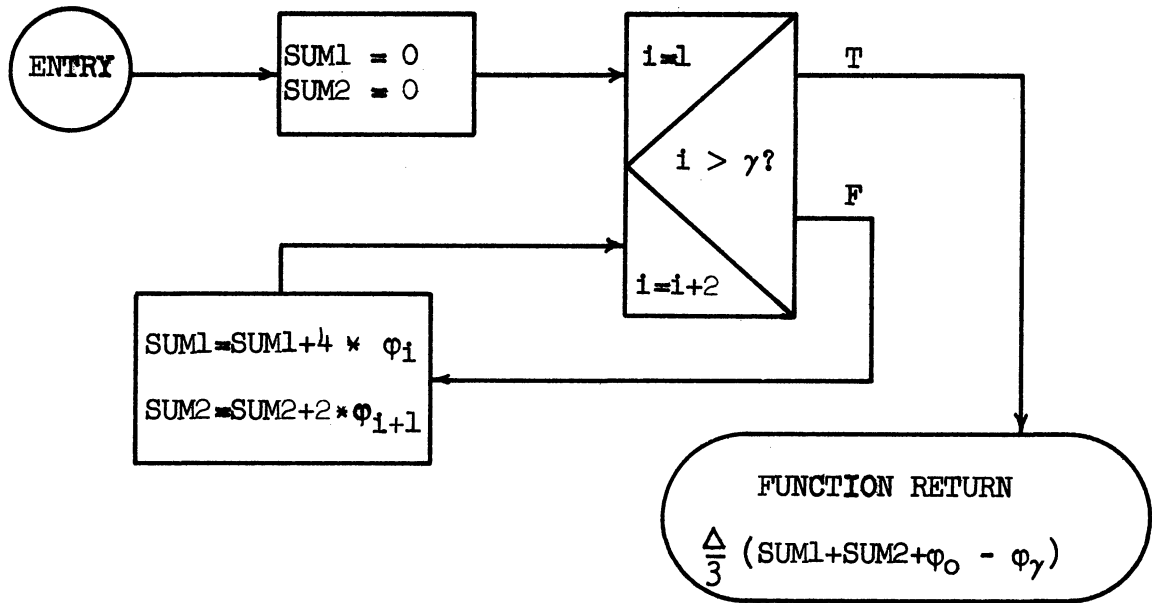 ENTRY
SUM1 = 0
SUM2 = 0
i=1
T
i > γ?
F
i=i+2
SUM1=SUM1+4 * φi
SUM2=SUM2+2*φi+1
FUNCTION RETURN
Δ/3 (SUM1+SUM2+φo - φγ)